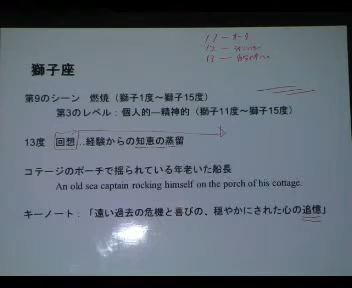 11 ー
12 ー
13 ー
獅子座
第9のシーン　燃焼（獅子1度～獅子15度）
第3のレベル：個人的―精神的（獅子11度～獅子15度）
13度　回想…経験からの知恵の蒸留
コテージのポーチで揺られている年老いた船長
An old sea captain rocking himself on the porch of his cottage.
キーノート：「遠い過去の危機と喜びの、穏やかにされた心の追憶」